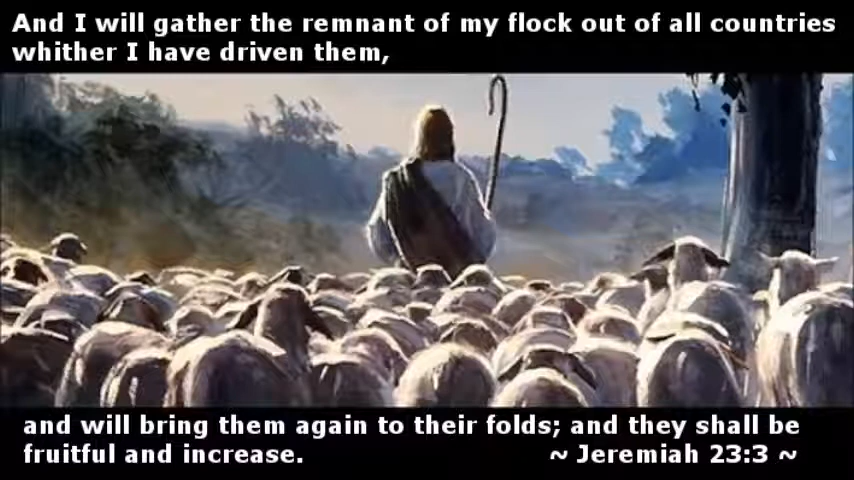 And I will gather the remnant of my flock out of all countries
whither I have driven them,
and will bring them again to their folds; and they shall be
fruitful and increase. ~ Jeremiah 23:3 ~